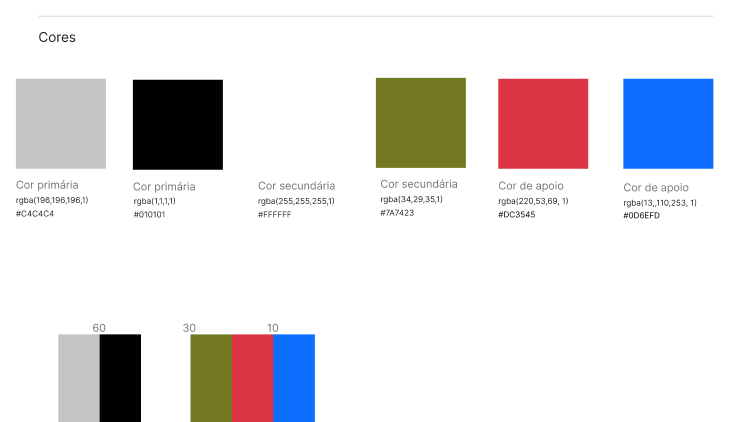 Cores
Cor primária
rgba(196,196,196,1)
#C4C4C4
Cor primária
rgba(1,1,1,1)
#010101
Cor secundária
rgba(255,255,255,1)
#FFFFFF
Cor secundária
rgba(34,29,35,1)
#7A7423
Cor de apoio
rgba(220,53,69, 1)
#DC3545
Cor de apoio
rgba(13,,110,253, 1)
#0D6EFD
60
30
10